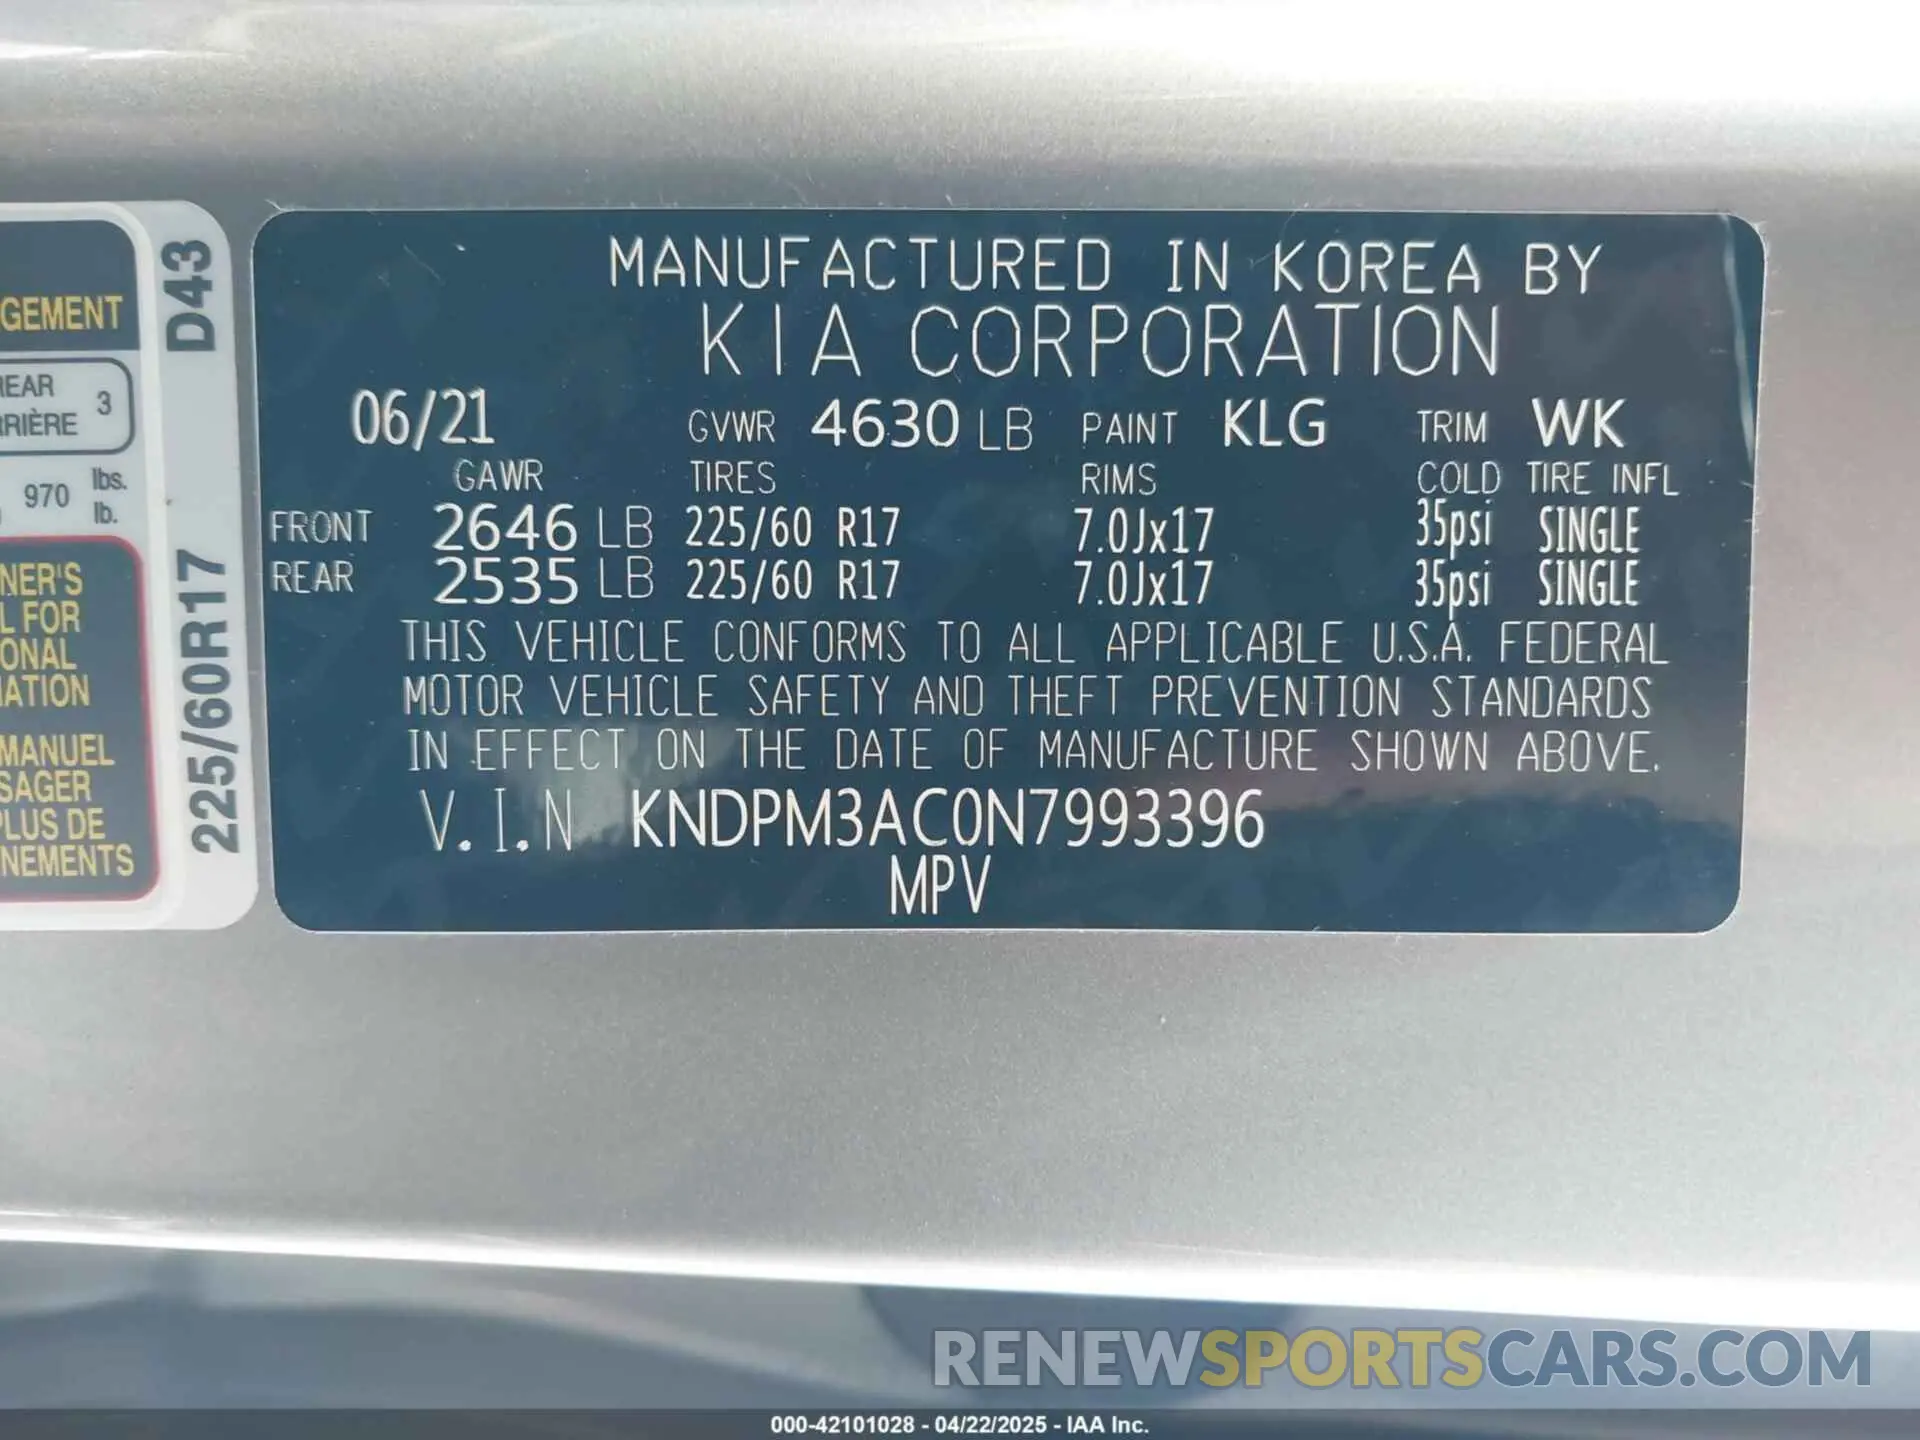 GEMENT
REAR
RRIÈRE 3
970 lbs.
lb.
NER'S
L FOR
ONAL
MATION
MANUEL
SAGER
PLUS DE
NEMENTS
D43
225/60R17
MANUFACTURED IN KOREA BY
KIA CORPORATION
06/21 GVWR 4630 LB PAINT KLG TRIM WK
GAWR TIRES RIMS COLD TIRE INFL
FRONT 2646 LB 225/60 R17 7.0Jx17 35psi SINGLE
REAR 2535 LB 225/60 R17 7.0Jx17 35psi SINGLE
THIS VEHICLE CONFORMS TO ALL APPLICABLE U.S.A. FEDERAL
MOTOR VEHICLE SAFETY AND THEFT PREVENTION STANDARDS
IN EFFECT ON THE DATE OF MANUFACTURE SHOWN ABOVE.
V.I.N KNDPM3AC0N7993396
MPV
RENEWSPORTSCARS.COM
000-42101028 - 04/22/2025 - IAA Inc.